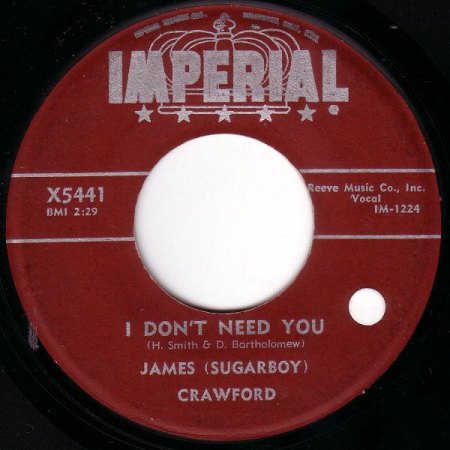 IMPERIAL
X5441
BMI 2:29
Reeve Music Co., Inc.
Vocal
IM-1224
I DON'T NEED YOU
(H. Smith & D. Bartholomew)
JAMES (SUGARBOY)
CRAWFORD